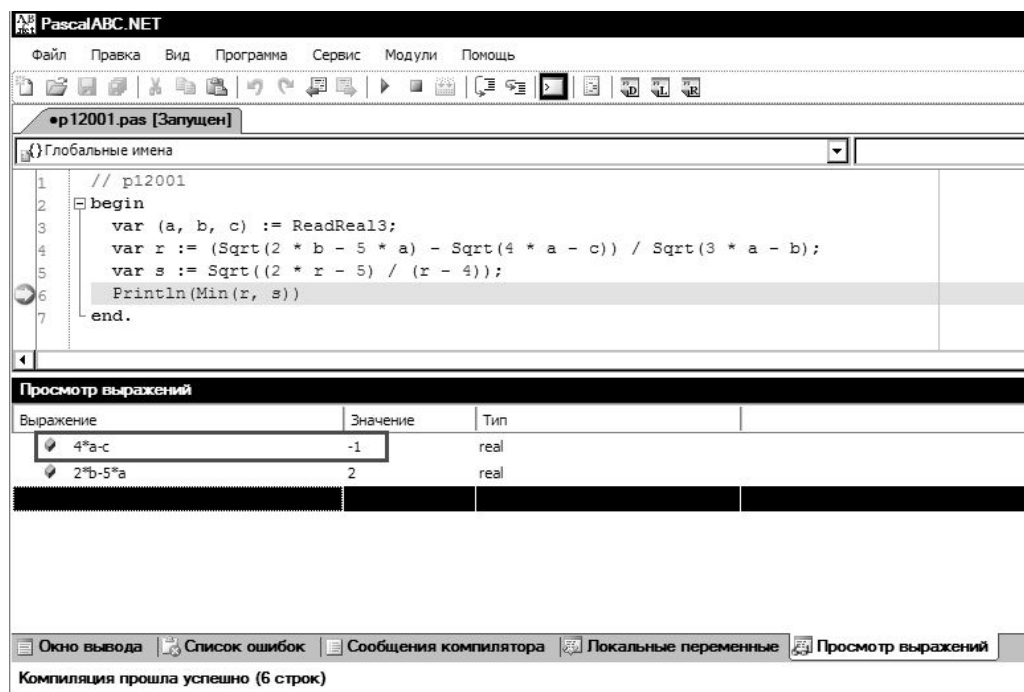 PascalABC.NET
Файл Правка Вид Программа Сервис Модули Помощь
•p12001.pas [Запущен]
{} Глобальные имена
1 // p12001
2 begin
3 var (a, b, c) := ReadReal3;
4 var r := (Sqrt(2 * b - 5 * a) - Sqrt(4 * a - c)) / Sqrt(3 * a - b);
5 var s := Sqrt((2 * r - 5) / (r - 4));
6 Println(Min(r, s))
7 end.
Просмотр выражений
Выражение Значение Тип
4*a-c -1 real
2*b-5*a 2 real
Окно вывода Список ошибок Сообщения компилятора Локальные переменные Просмотр выражений
Компиляция прошла успешно (6 строк)